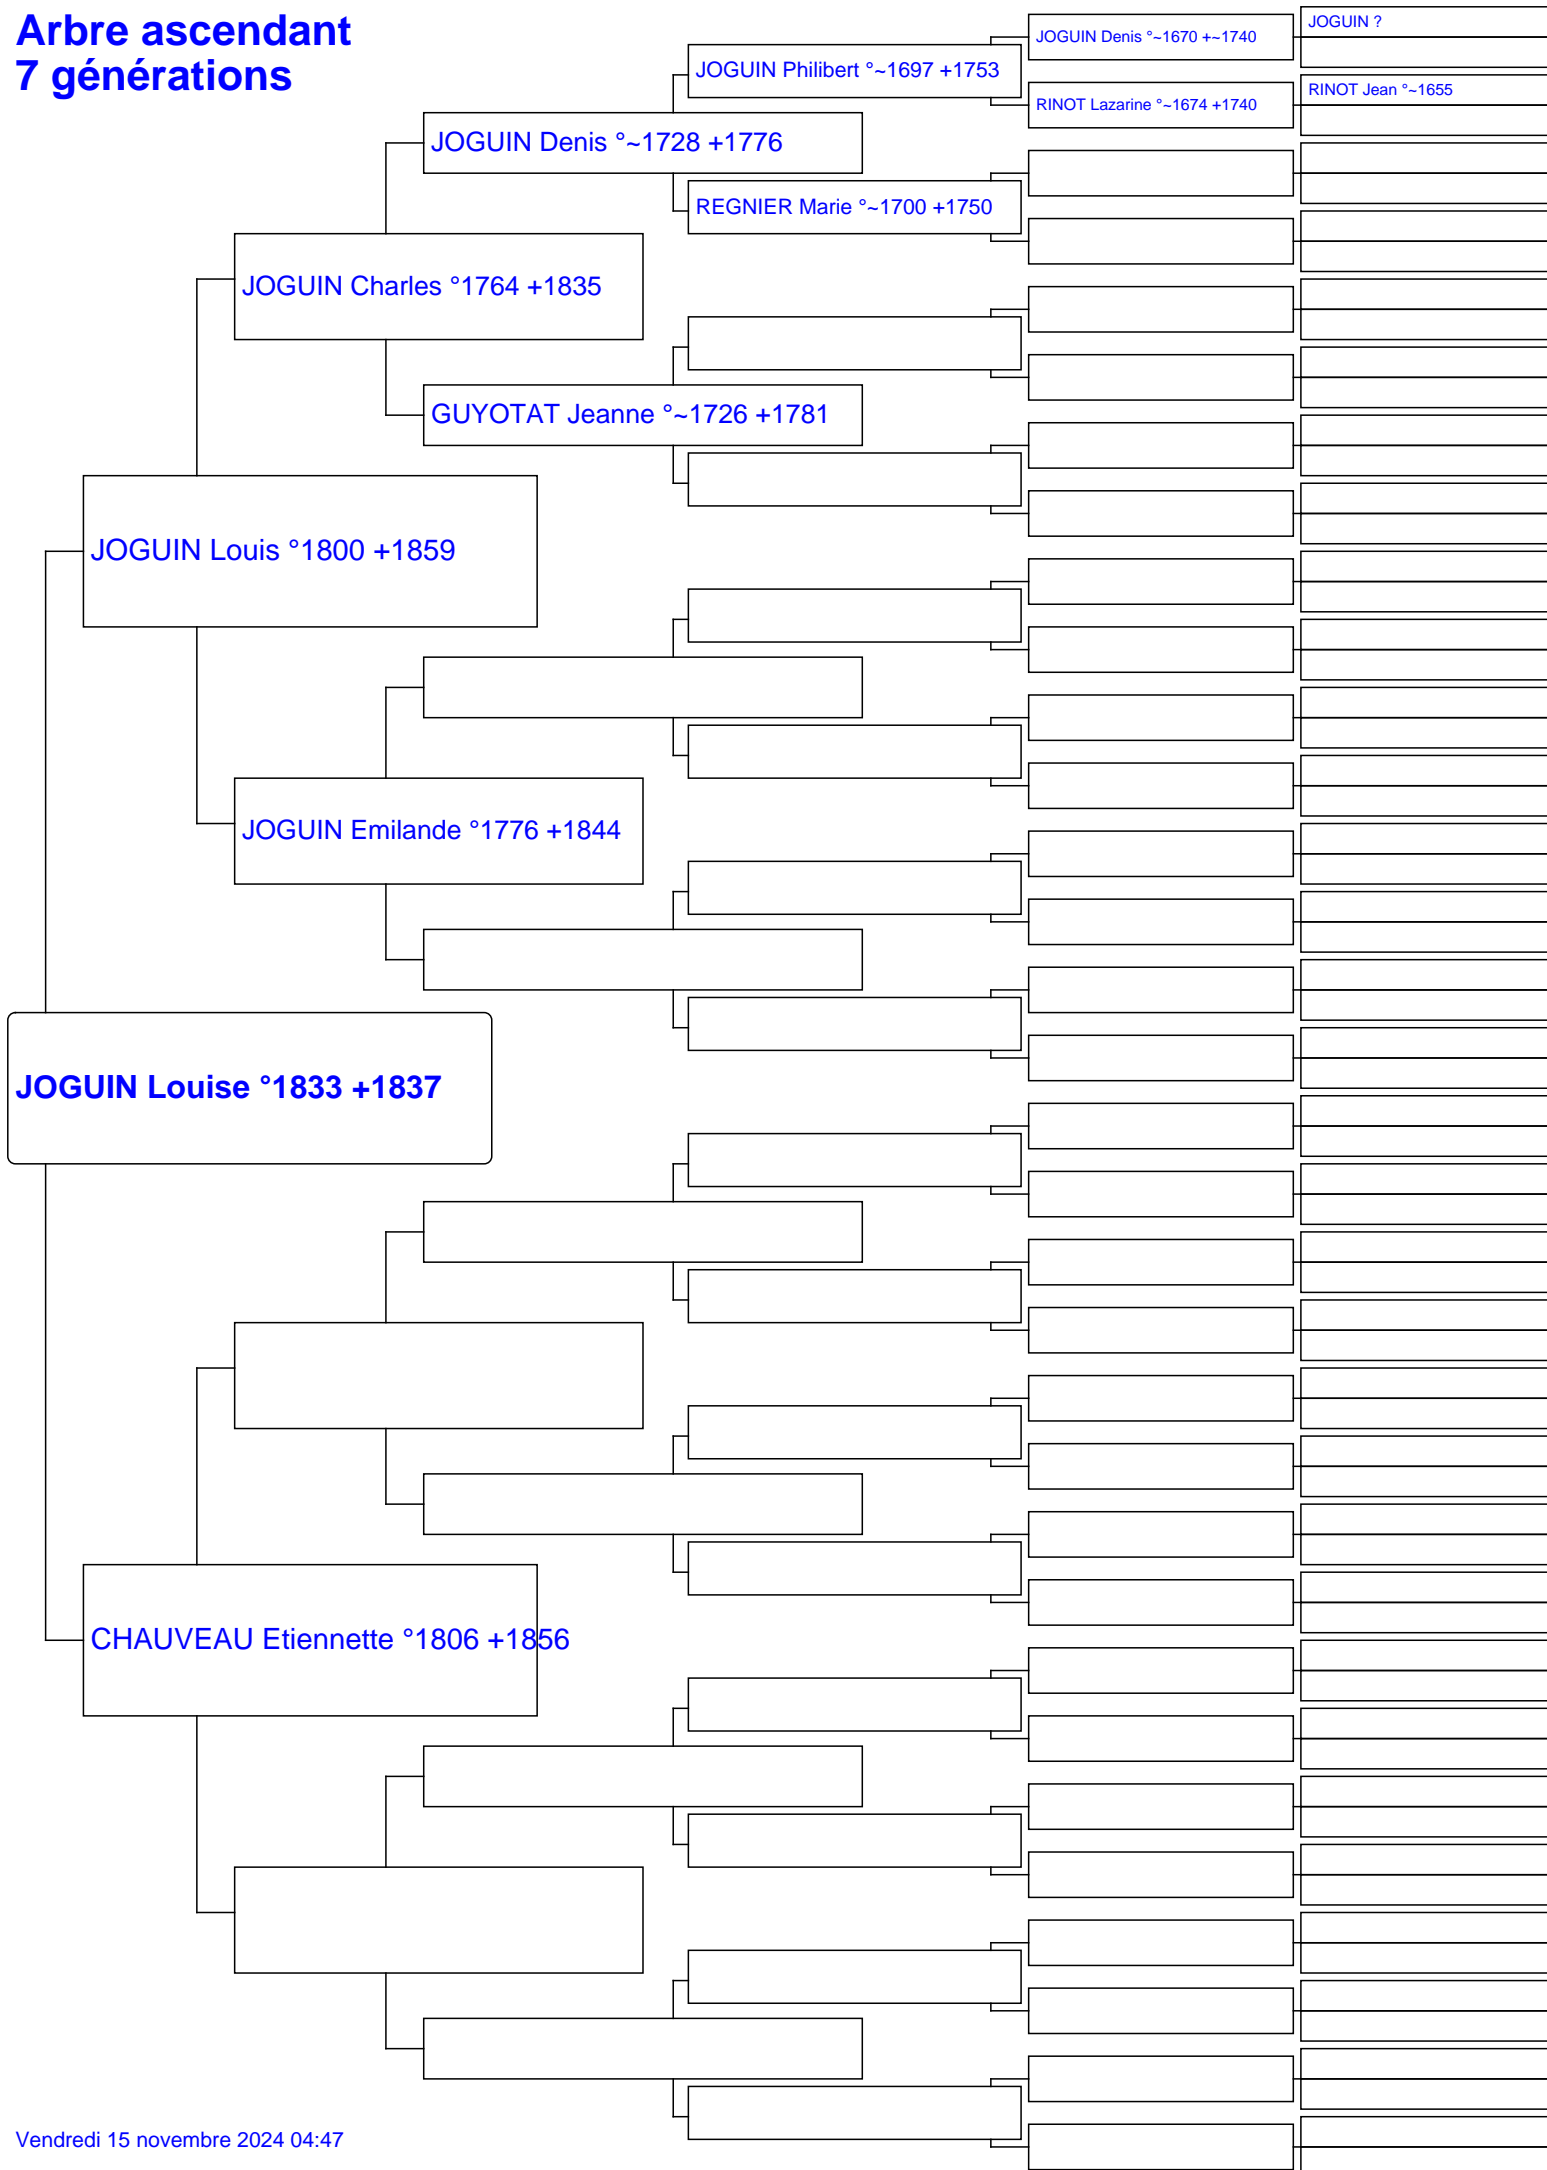 Arbre ascendant
7 générations
JOGUIN ?
JOGUIN Denis °~1670 +~1740
JOGUIN Philibert °~1697 +1753
RINOT Jean °~1655
RINOT Lazarine °~1674 +1740
JOGUIN Denis °~1728 +1776
REGNIER Marie °~1700 +1750
JOGUIN Charles °1764 +1835
GUYOTAT Jeanne °~1726 +1781
JOGUIN Louis °1800 +1859
JOGUIN Emilande °1776 +1844
JOGUIN Louise °1833 +1837
CHAUVEAU Etiennette °1806 +1856
Vendredi 15 novembre 2024 04:47